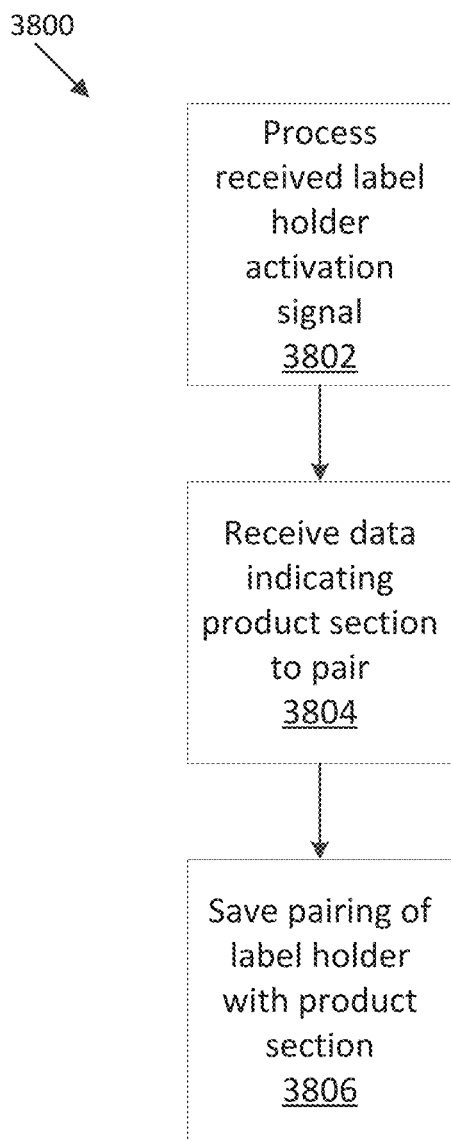 3800
Process
received label
holder
activation
signal
3802
Receive data
indicating
product section
to pair
3804
Save pairing of
label holder
with product
section
3806